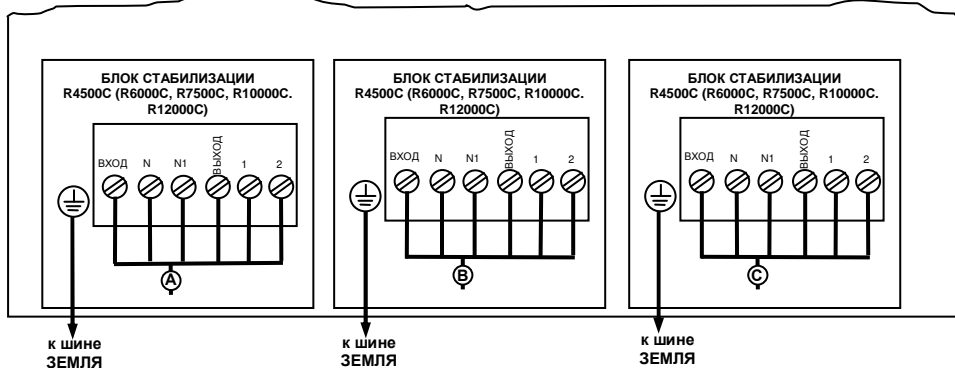 БЛОК СТАБИЛИЗАЦИИ
R4500C (R6000C, R7500C, R10000C.
R12000C)
ВХОД N N1 ВЫХОД 1 2
A
к шине
ЗЕМЛЯ
БЛОК СТАБИЛИЗАЦИИ
R4500C (R6000C, R7500C, R10000C.
R12000C)
ВХОД N N1 ВЫХОД 1 2
B
к шине
ЗЕМЛЯ
БЛОК СТАБИЛИЗАЦИИ
R4500C (R6000C, R7500C, R10000C.
R12000C)
ВХОД N N1 ВЫХОД 1 2
C
к шине
ЗЕМЛЯ